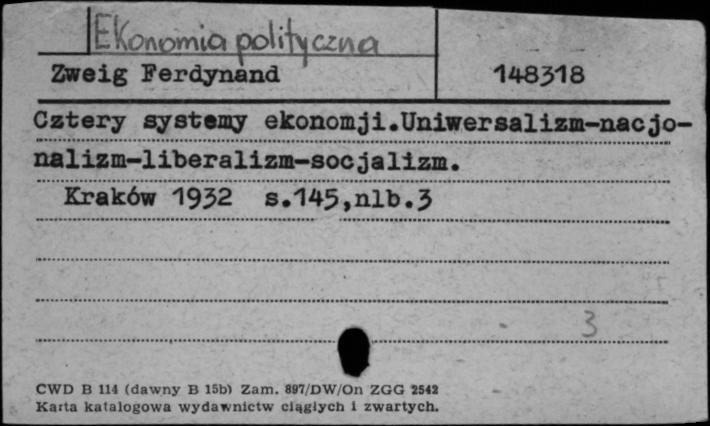 Ekonomia polityczna
Zweig Ferdynand 148318
Cztery systemy ekonomji.Uniwersalizm-nacjo-
nalizm-liberalizm-socjalizm.
Kraków 1932 s.145,nlb.3
3
CWD B 114 (dawny B 15b) Zam. 897/DW/On ZGG 2542
Karta katalogowa wydawnictw ciągłych i zwartych.